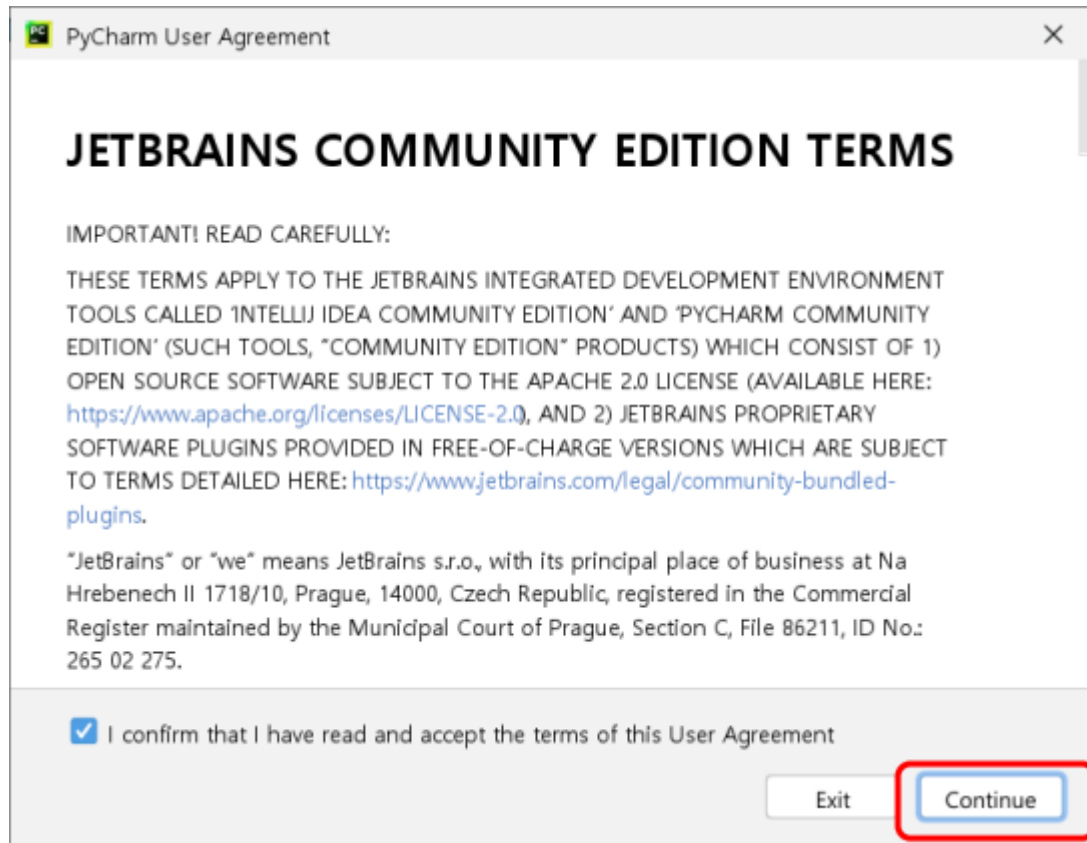 PC
PyCharm User Agreement
JETBRAINS COMMUNITY EDITION TERMS
IMPORTANT! READ CAREFULLY:
THESE TERMS APPLY TO THE JETBRAINS INTEGRATED DEVELOPMENT ENVIRONMENT
TOOLS CALLED 'INTELLIJ IDEA COMMUNITY EDITION' AND 'PYCHARM COMMUNITY
EDITION' (SUCH TOOLS, "COMMUNITY EDITION" PRODUCTS) WHICH CONSIST OF 1)
OPEN SOURCE SOFTWARE SUBJECT TO THE APACHE 2.0 LICENSE (AVAILABLE HERE:
https://www.apache.org/licenses/LICENSE-2.0), AND 2) JETBRAINS PROPRIETARY
SOFTWARE PLUGINS PROVIDED IN FREE-OF-CHARGE VERSIONS WHICH ARE SUBJECT
TO TERMS DETAILED HERE: https://www.jetbrains.com/legal/community-bundled-
plugins.
"JetBrains" or "we" means JetBrains s.r.o., with its principal place of business at Na
Hrebenech II 1718/10, Prague, 14000, Czech Republic, registered in the Commercial
Register maintained by the Municipal Court of Prague, Section C, File 86211, ID No.:
265 02 275.
I confirm that I have read and accept the terms of this User Agreement
Exit
Continue